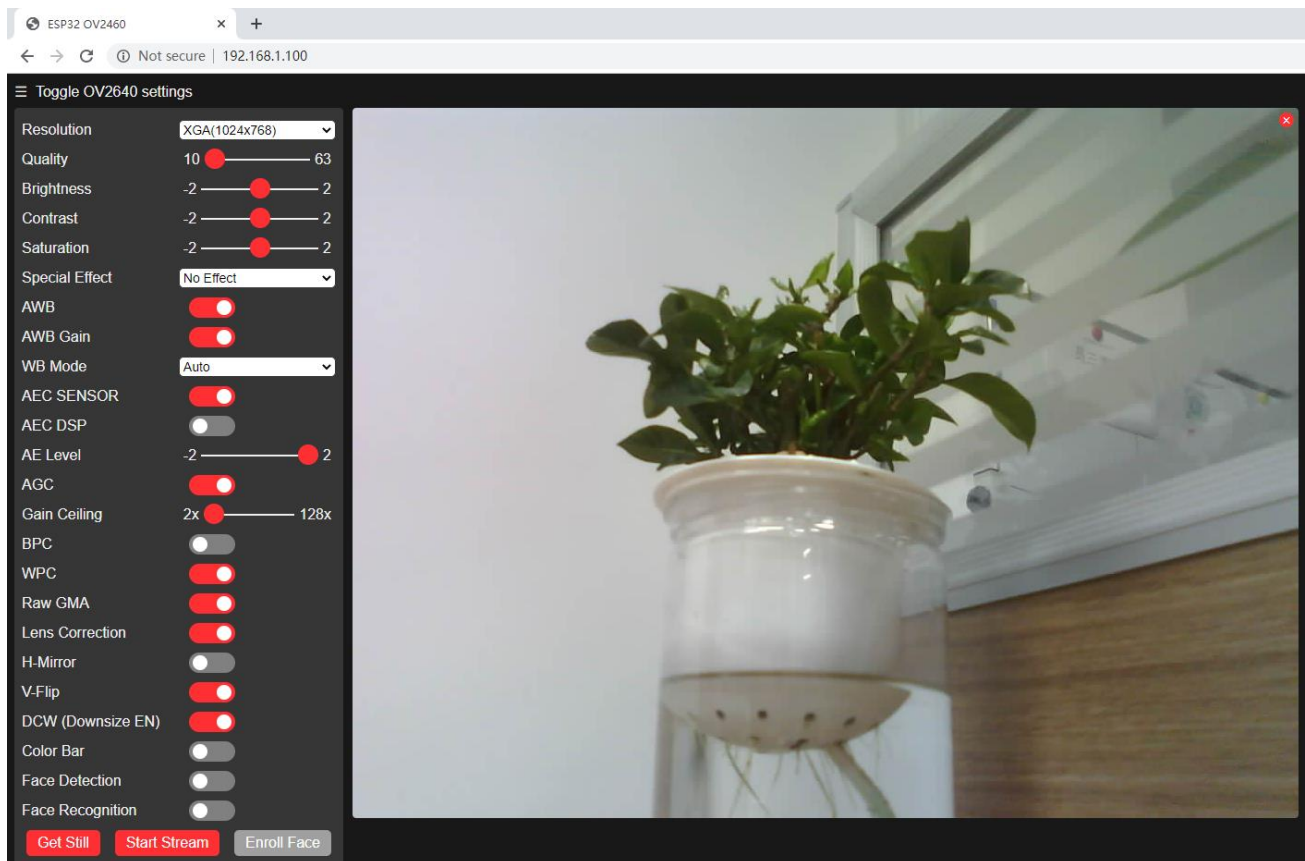 ESP32 OV2460
Not secure | 192.168.1.100
Toggle OV2640 settings
Resolution XGA(1024x768)
Quality 10 63
Brightness -2 2
Contrast -2 2
Saturation -2 2
Special Effect No Effect
AWB
AWB Gain
WB Mode Auto
AEC SENSOR
AEC DSP
AE Level -2 2
AGC
Gain Ceiling 2x 128x
BPC
WPC
Raw GMA
Lens Correction
H-Mirror
V-Flip
DCW (Downsize EN)
Color Bar
Face Detection
Face Recognition
Get Still Start Stream Enroll Face